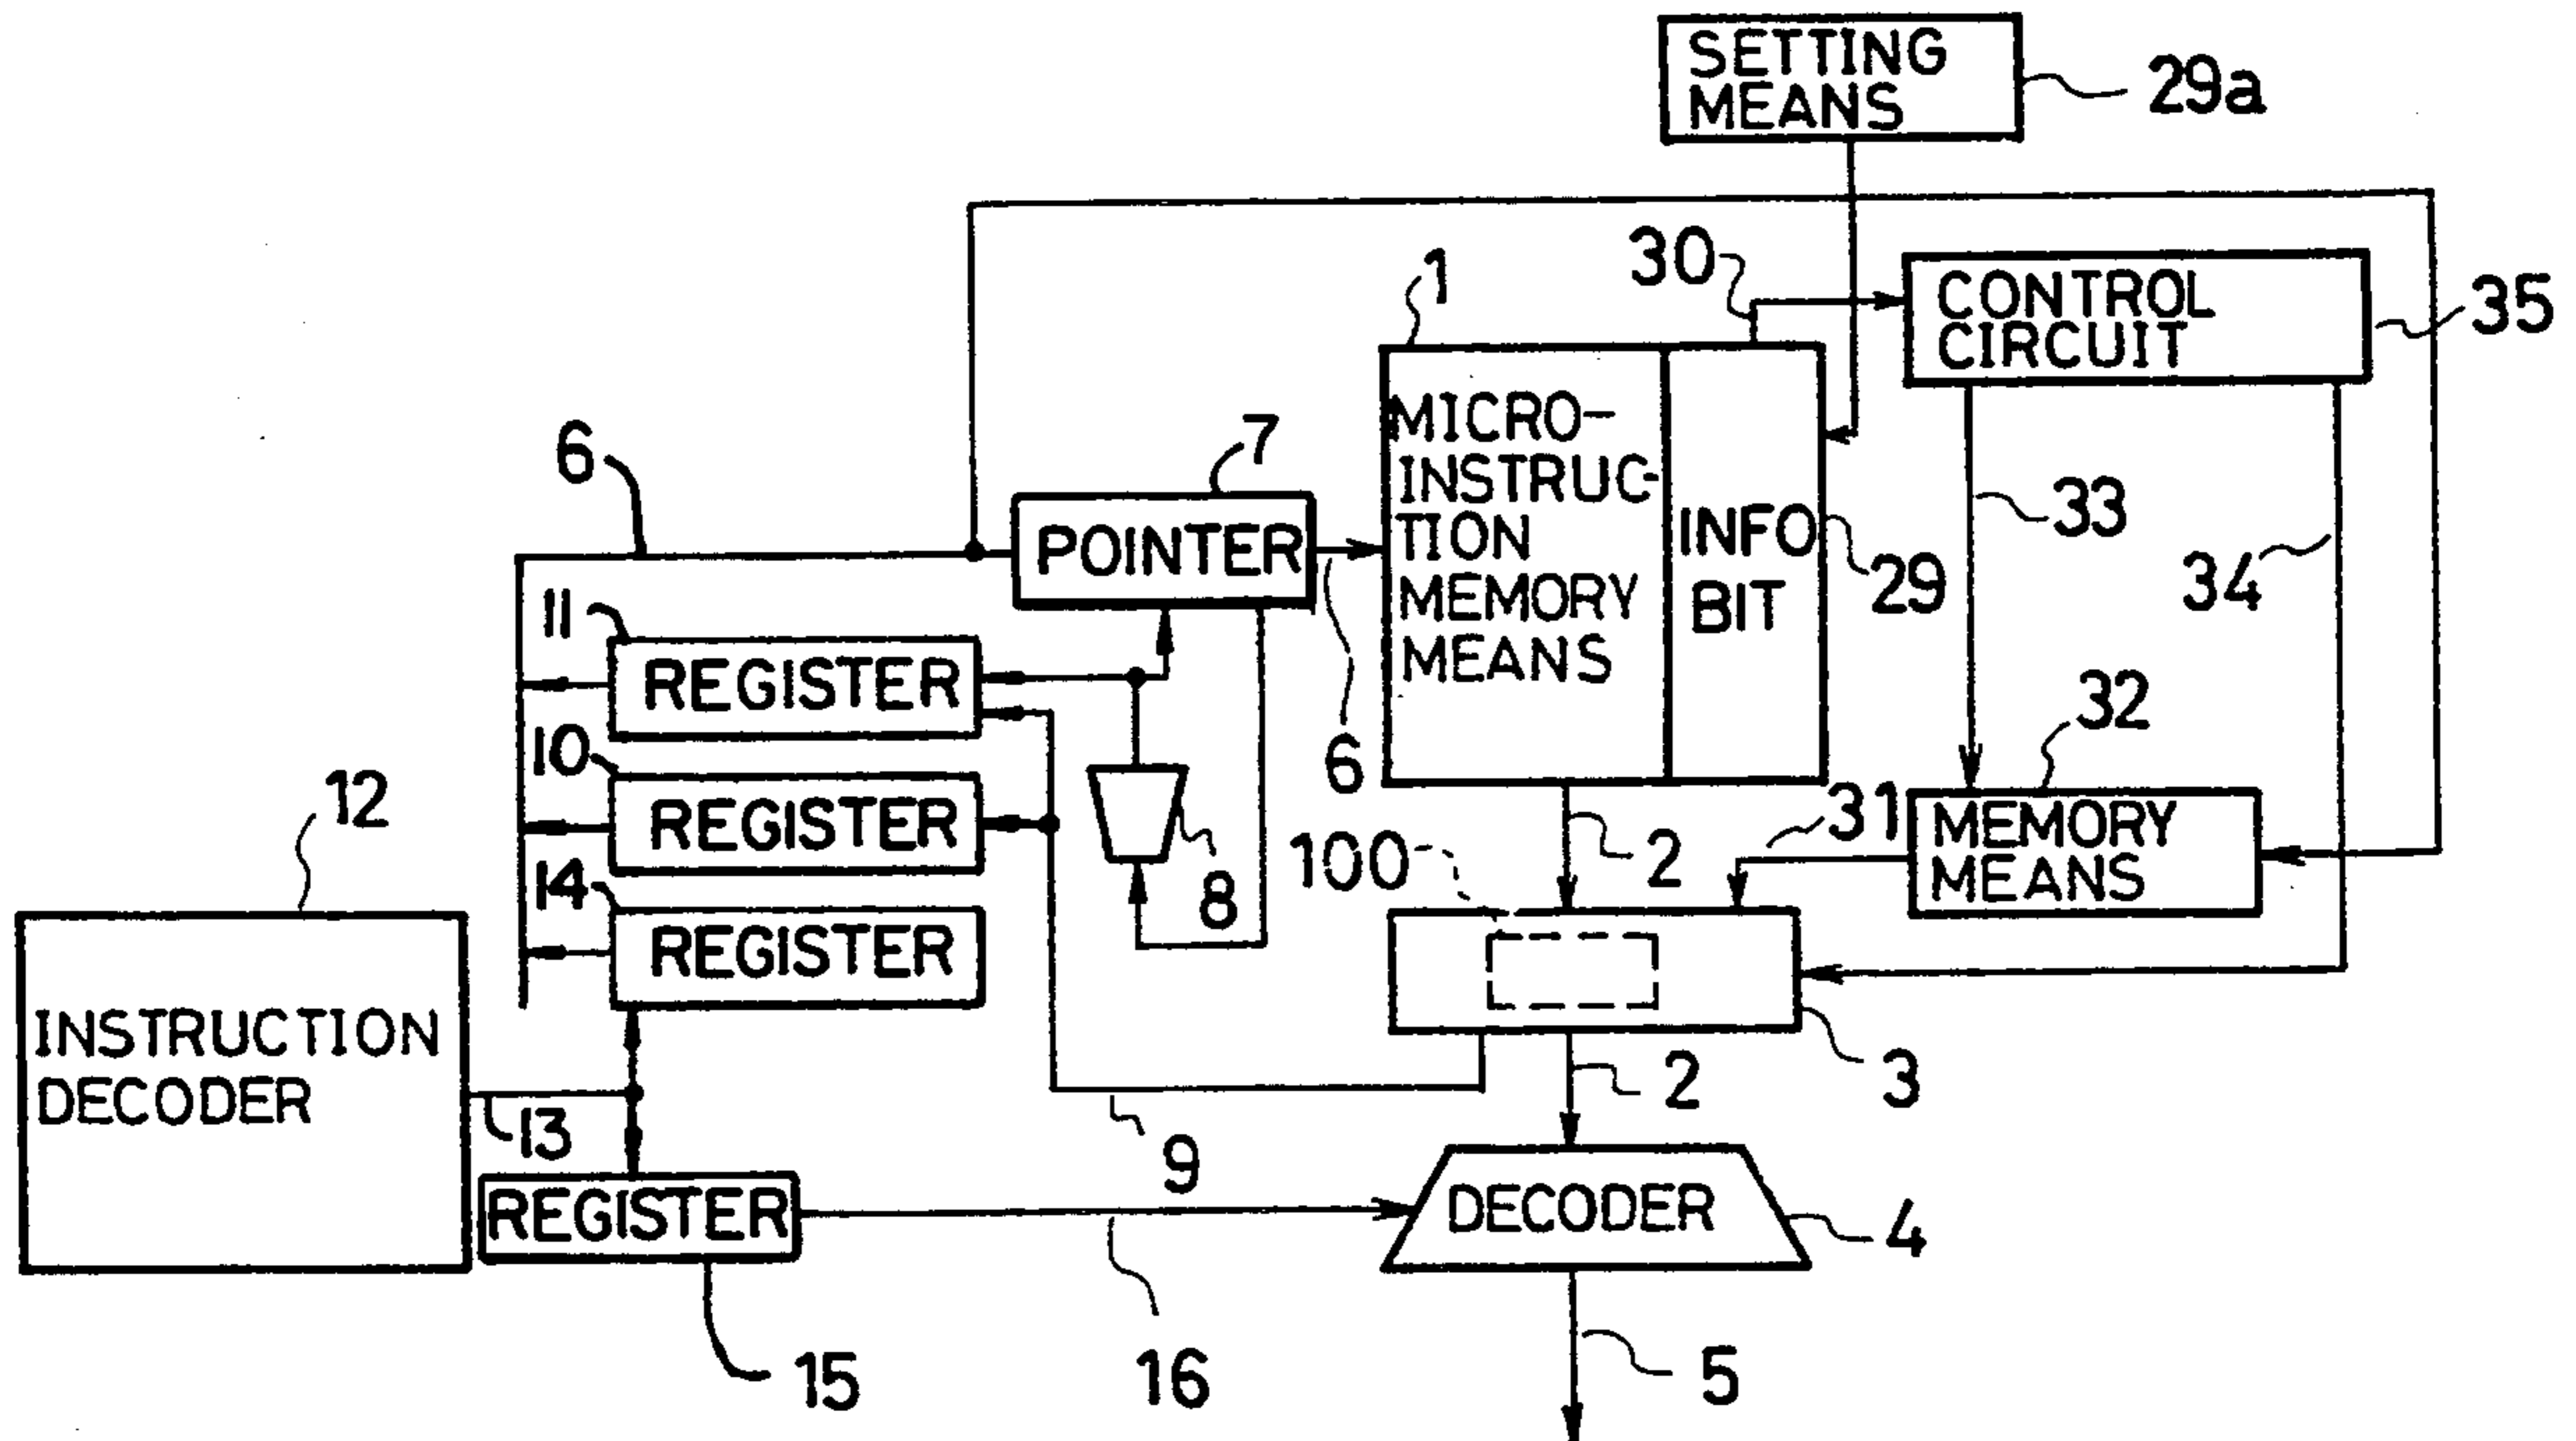 SETTING
MEANS
29a
30
1
CONTROL
CIRCUIT
35
6
7
MICRO-
INSTRUC-
TION
MEMORY
MEANS
INFO
BIT
33
34
29
POINTER
11
REGISTER
6
32
10
REGISTER
12
31
MEMORY
MEANS
100
2
8
14
REGISTER
INSTRUCTION
DECODER
13
3
2
9
REGISTER
DECODER
4
15
16
5